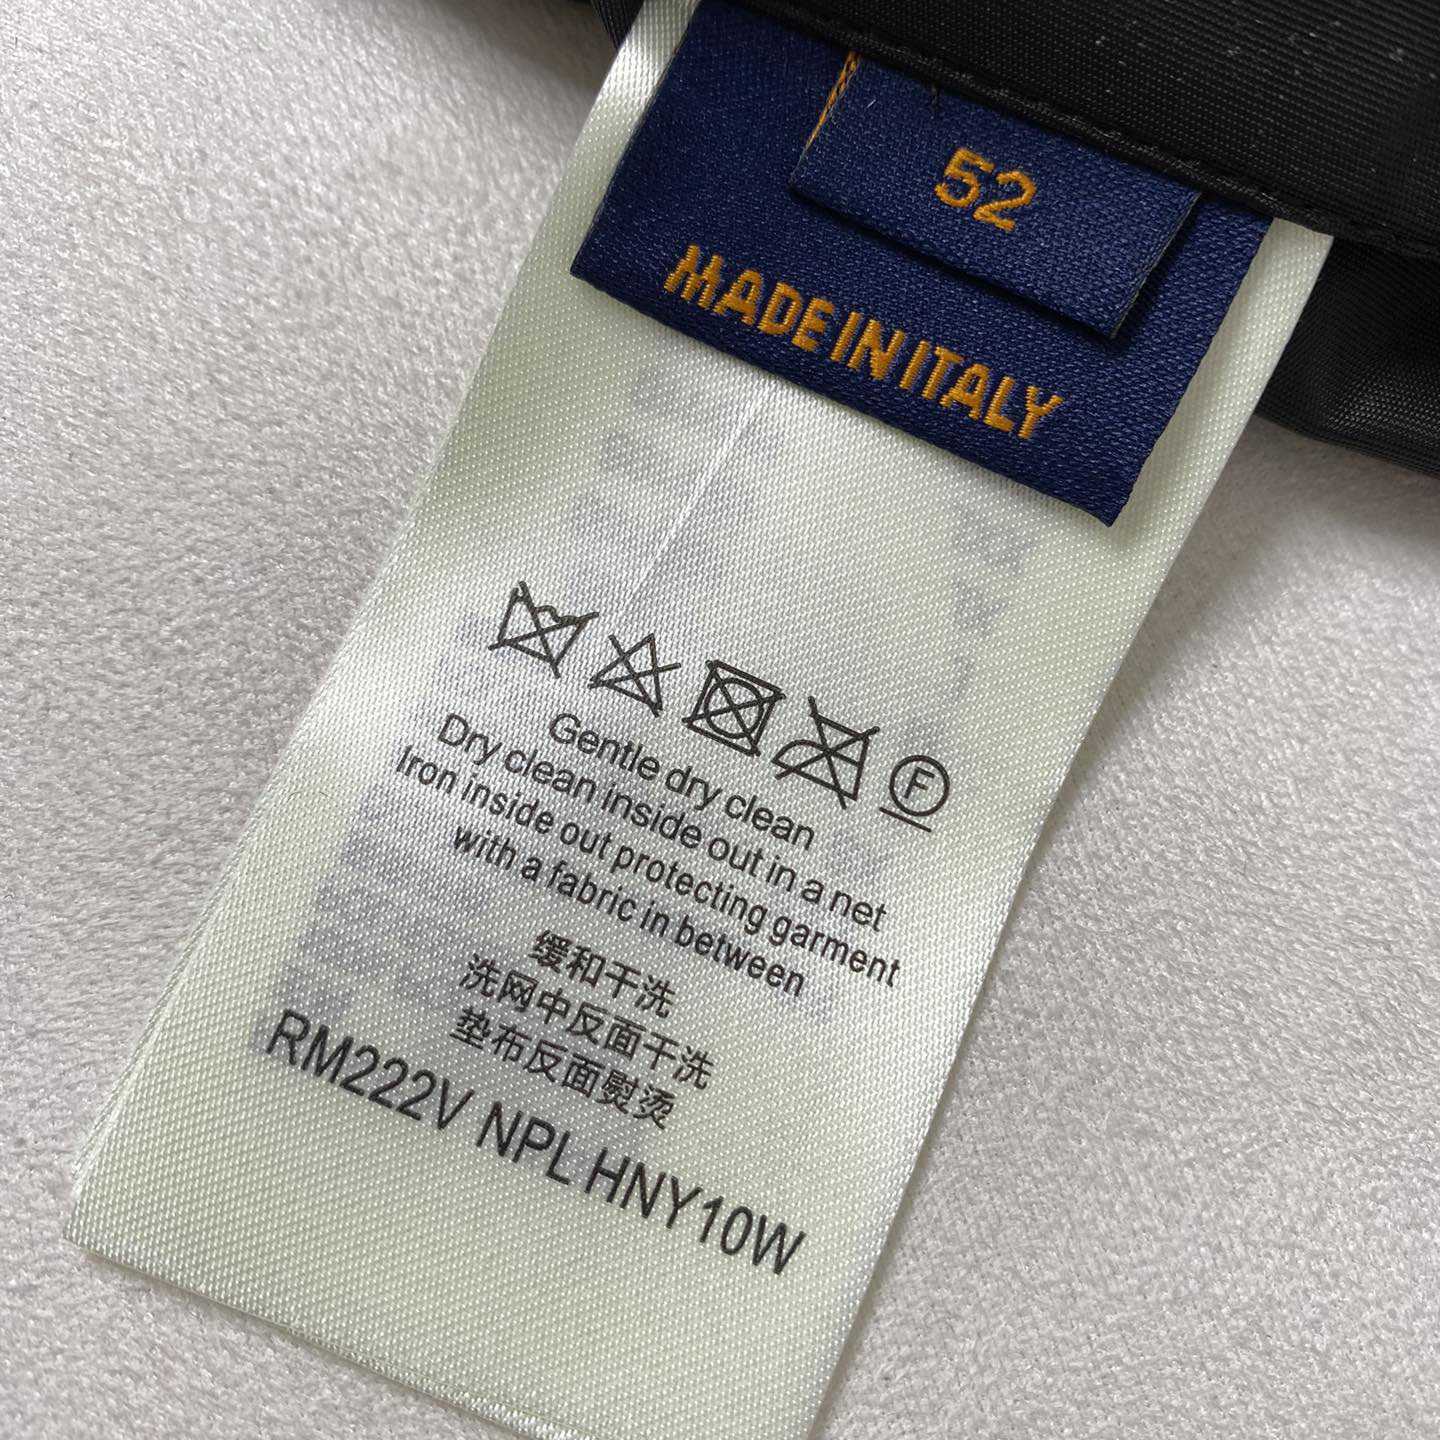 52
MADE IN ITALY
F
Gentle dry clean
Dry clean inside out in a net
Iron inside out protecting garment
with a fabric in between
缓和干洗
洗网中反面干洗
垫布反面熨烫
RM222V NPL HNY10W